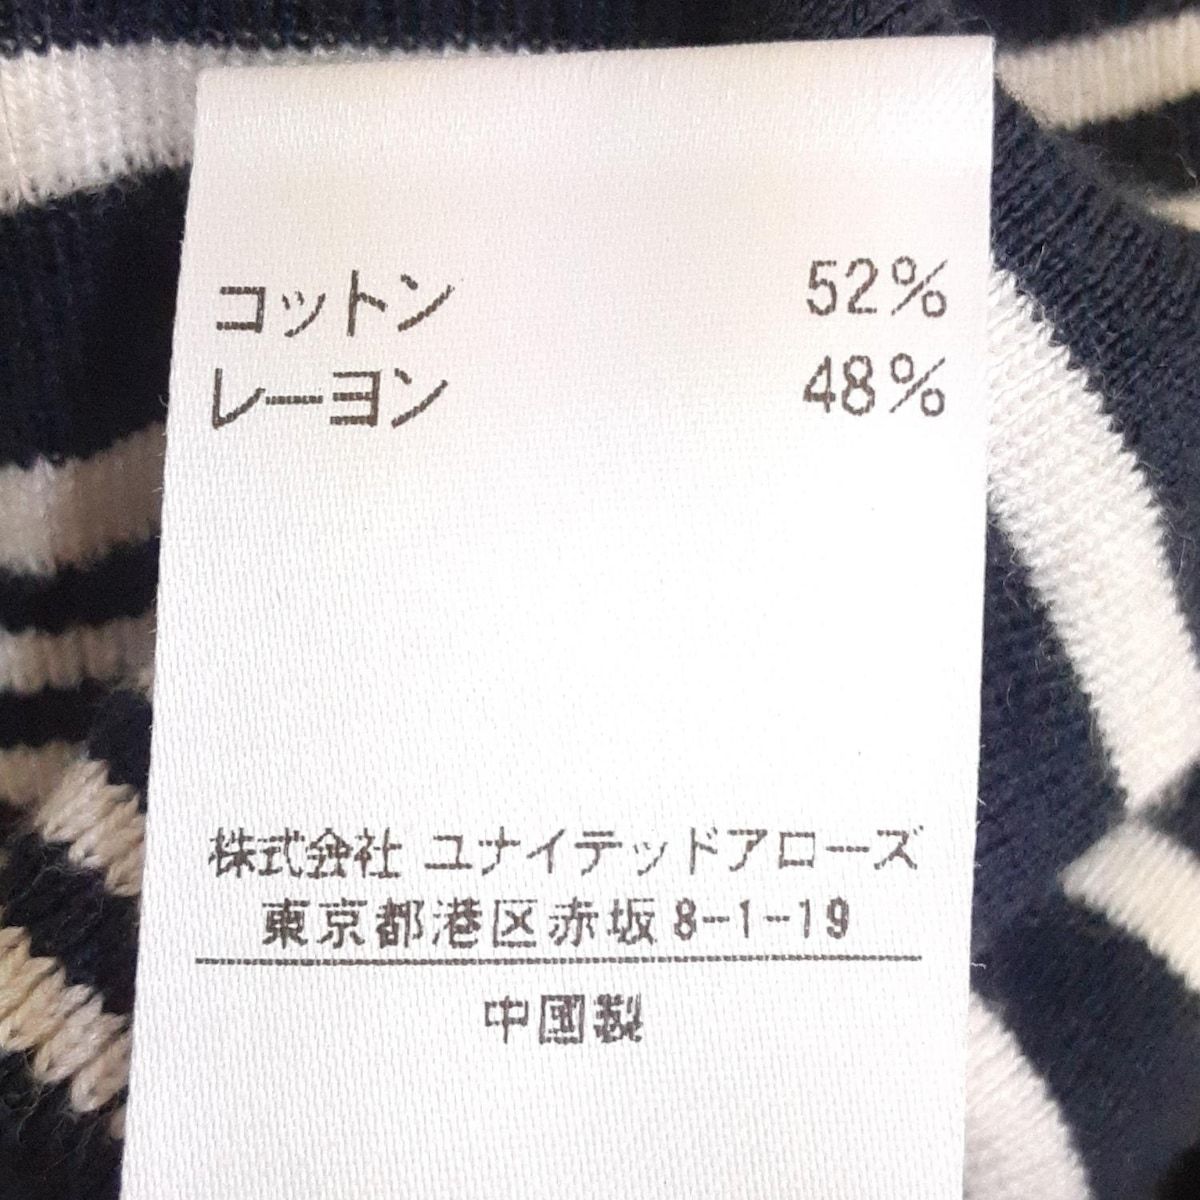 コットン 52%
レーヨン 48%
株式会社 ユナイテッドアローズ
東京都港区赤坂8-1-19
中国製